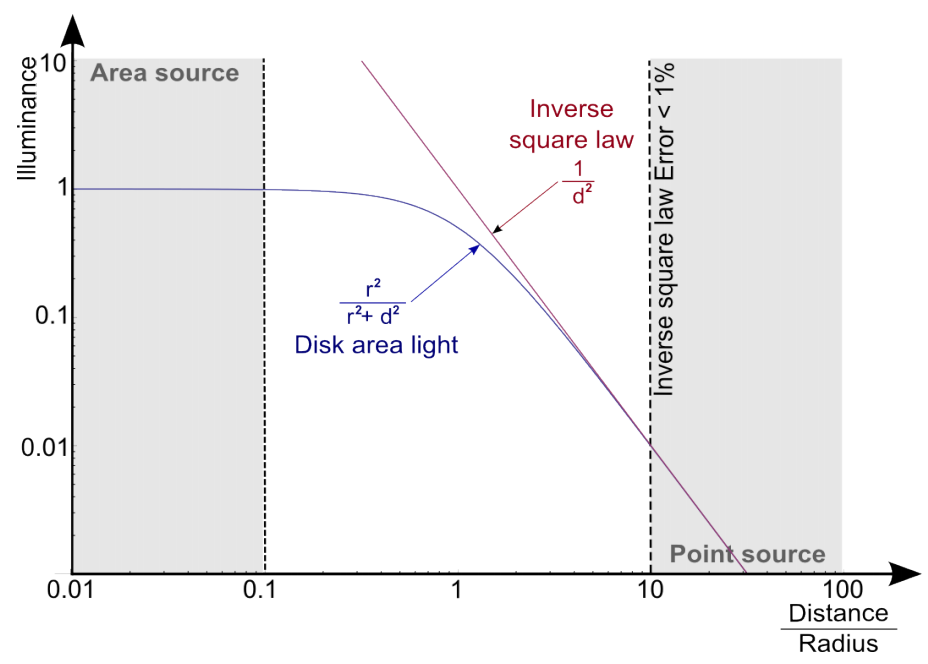 10
Area source
Illuminance
Inverse
square law
1
d²
Inverse square law Error < 1%
1
r²
r²+ d²
Disk area light
0.1
0.01
Point source
0.01
0.1
1
10
100
Distance
Radius